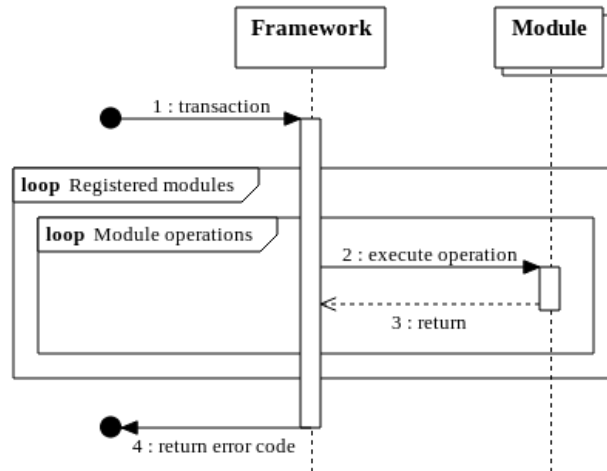 Framework
Module
1 : transaction
loop Registered modules
loop Module operations
2 : execute operation
3 : return
4 : return error code